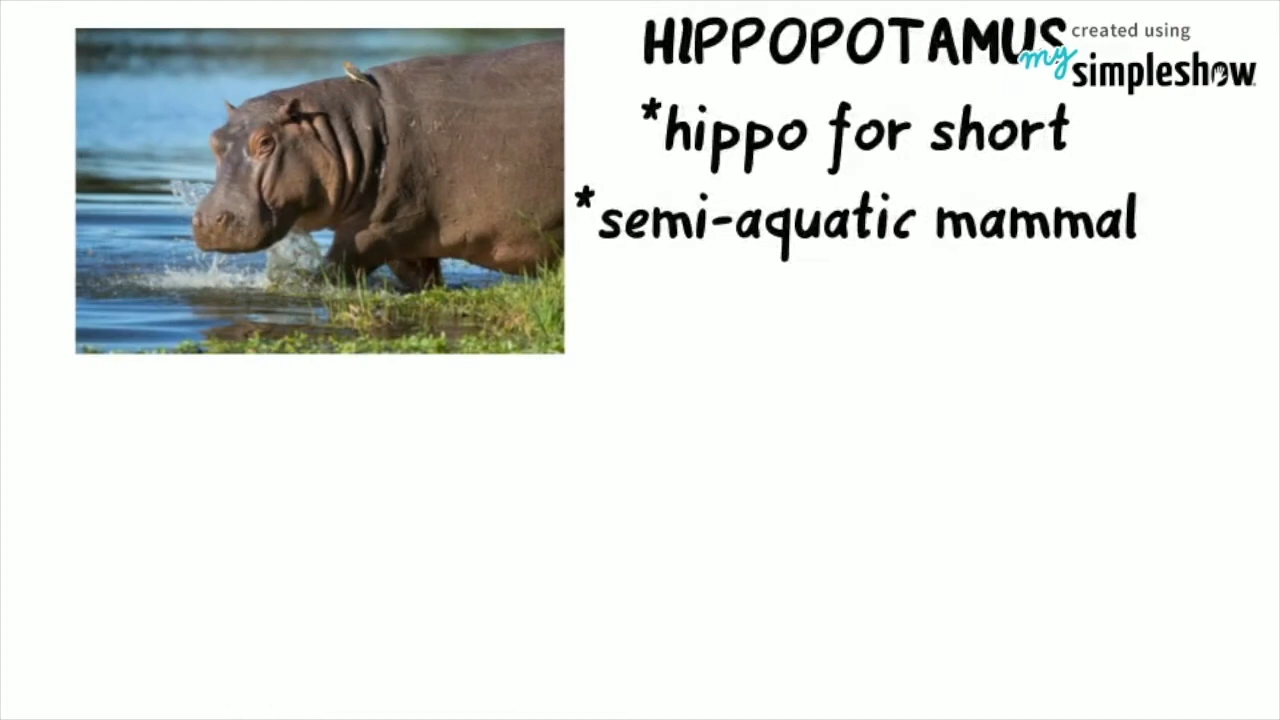 HIPPOPOTAMUS
created using
my simpleshow
*hippo for short
*semi-aquatic mammal